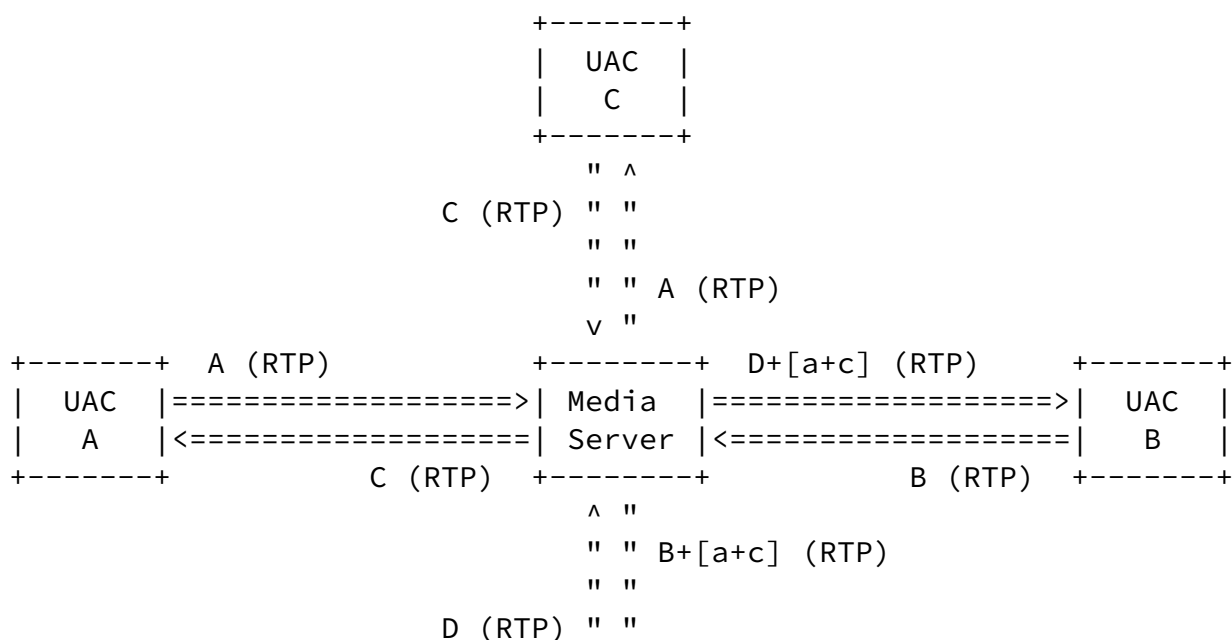 +-------+
                             |  UAC  |
                             |   C   |
                             +-------+
                                " ^
                        C (RTP) " "
                                " "
                                " " A (RTP)
                                v "
+-------+  A (RTP)           +--------+  D+[a+c] (RTP)     +-------+
|  UAC  |===================>| Media  |===================>|  UAC  |
|   A   |<===================| Server |<===================|   B   |
+-------+           C (RTP)  +--------+           B (RTP)  +-------+
                                ^ "
                                " " B+[a+c] (RTP)
                                " "
                        D (RTP) " "